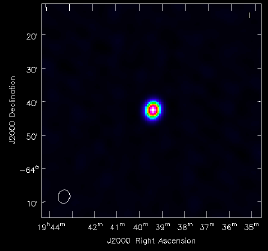 I
20'
30'
40'
50'
-64°
10'
J2000 Declination
19ʰ44ᵐ 42ᵐ 41ᵐ 40ᵐ 39ᵐ 38ᵐ 37ᵐ 36ᵐ 35ᵐ
J2000 Right Ascension